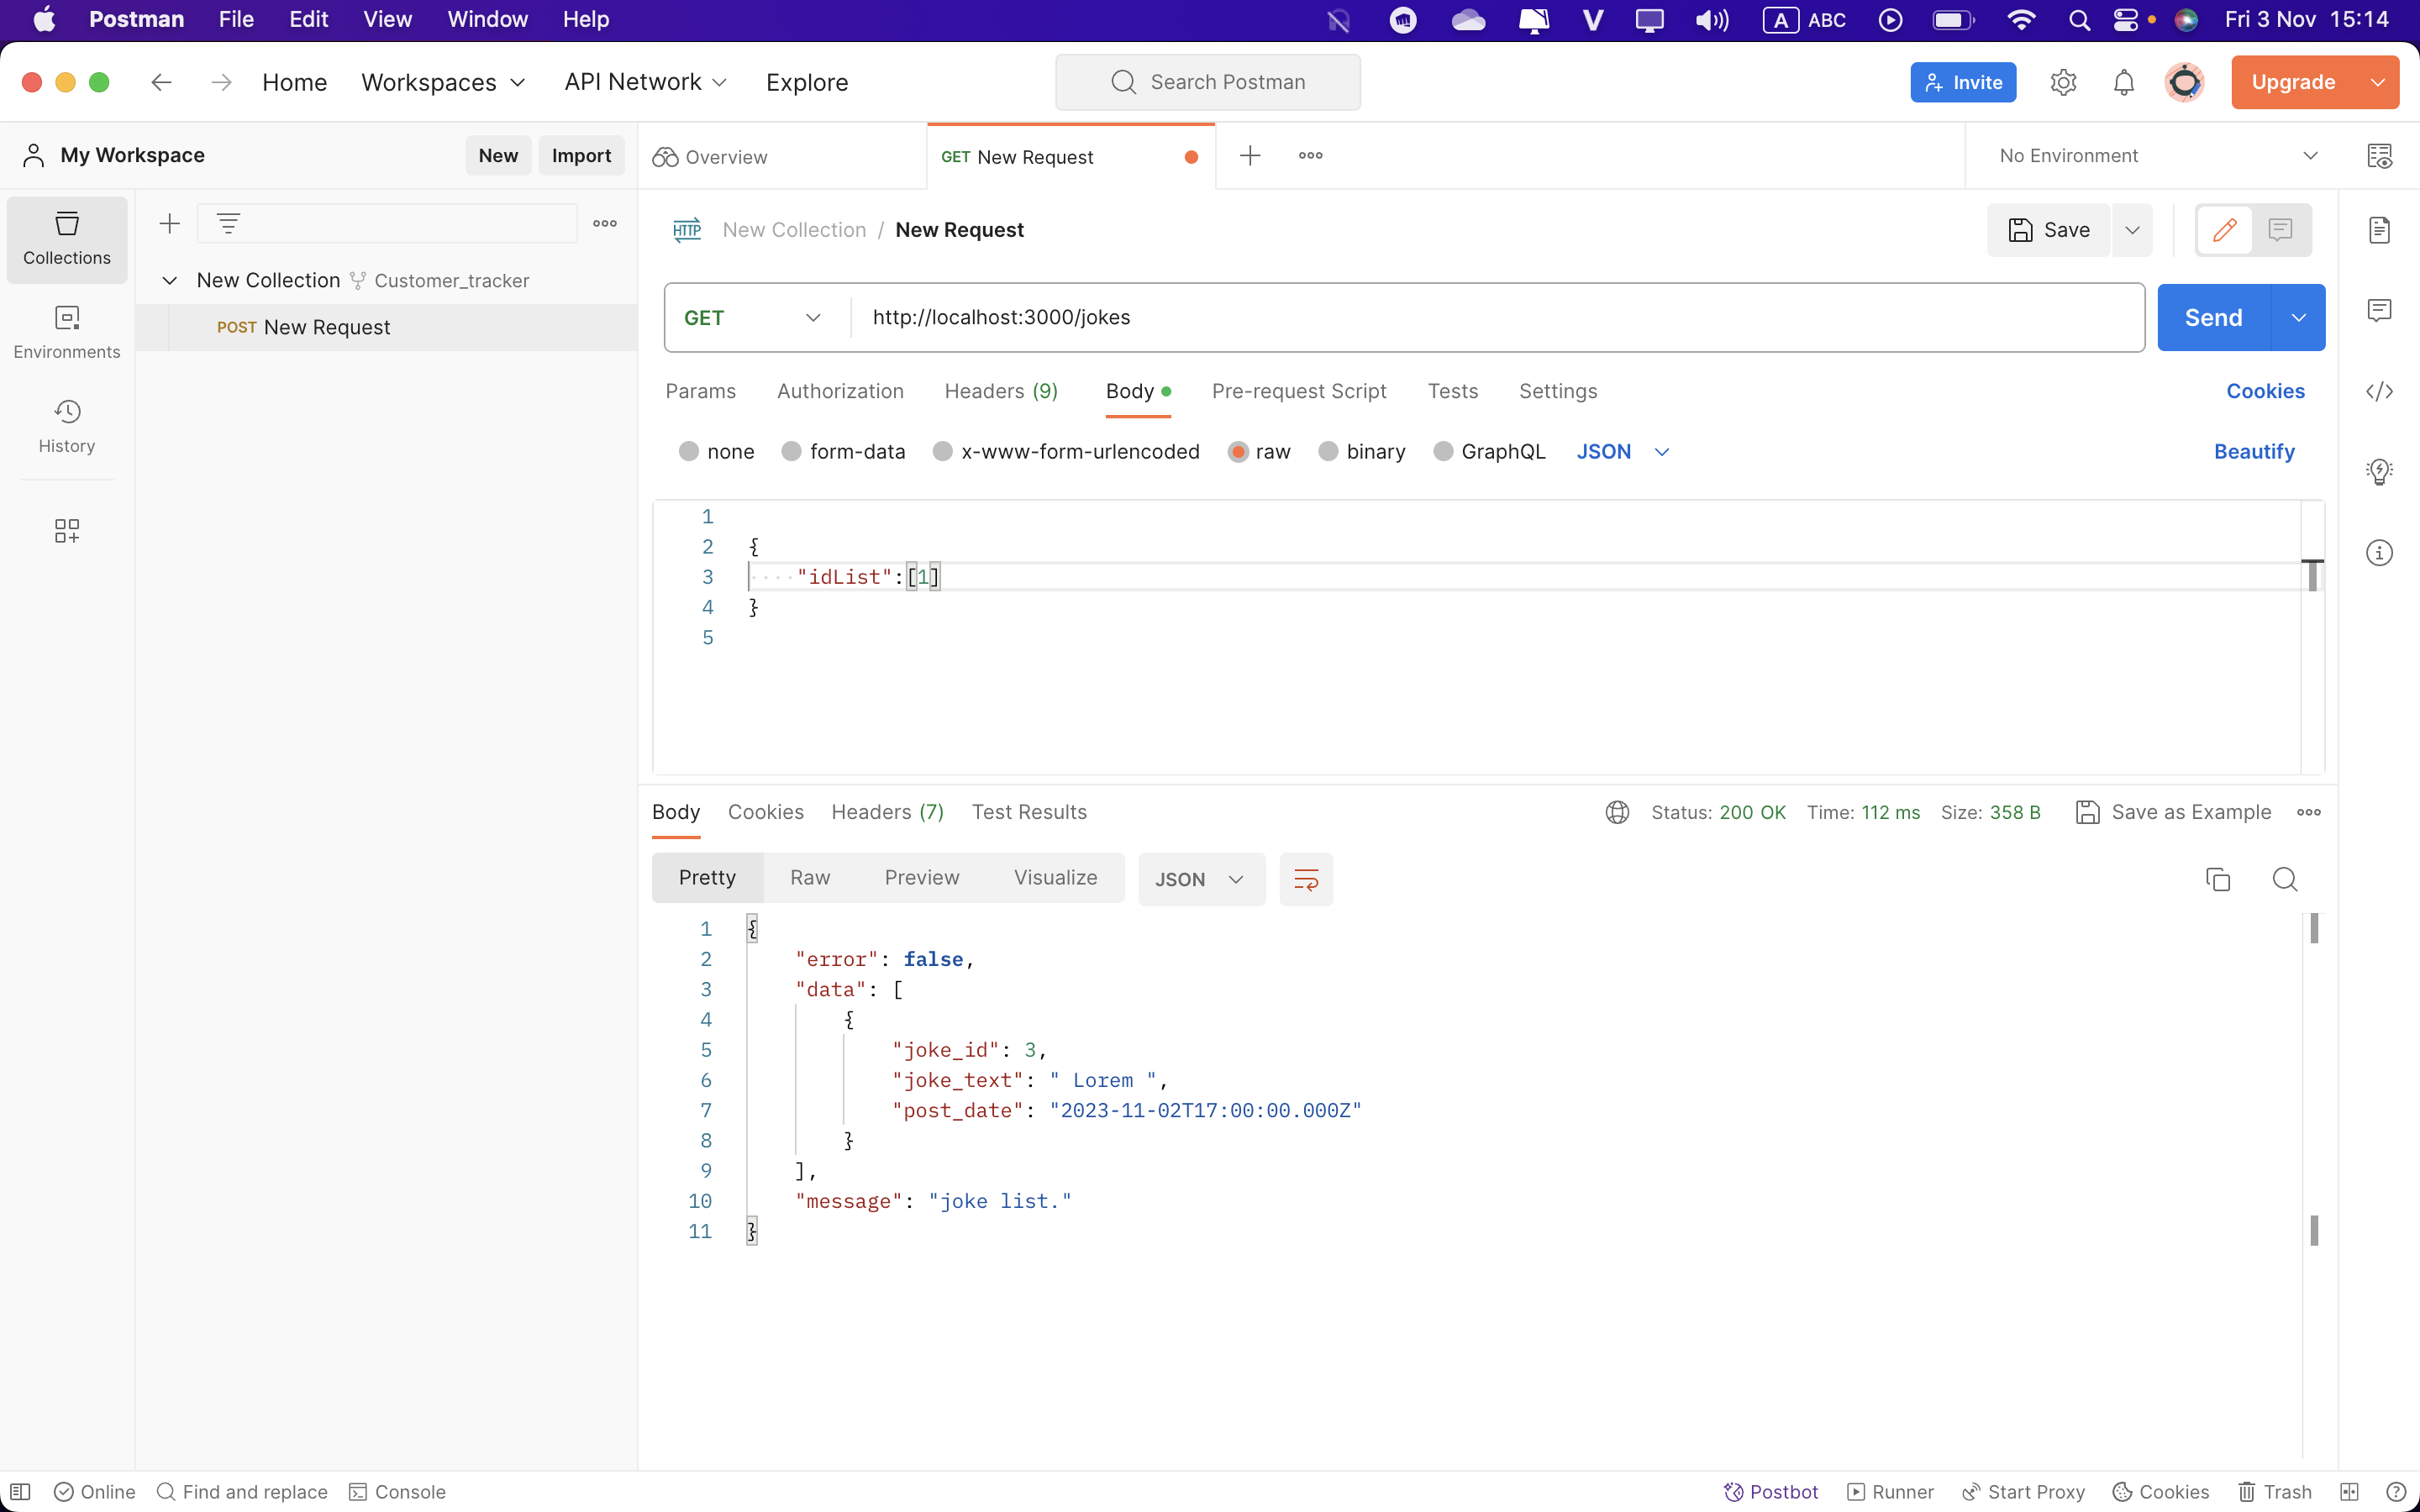 Postman File Edit View Window Help A ABC Fri 3 Nov 15:14
Home Workspaces API Network Explore Search Postman Invite Upgrade
My Workspace New Import Overview GET New Request No Environment
Collections
Environments
History
New Collection Customer_tracker
POST New Request
HTTP New Collection / New Request Save
GET http://localhost:3000/jokes Send
Params Authorization Headers (9) Body Pre-request Script Tests Settings Cookies
none form-data x-www-form-urlencoded raw binary GraphQL JSON Beautify
1
2 {
3 "idList":[1]
4 }
5
Body Cookies Headers (7) Test Results Status: 200 OK Time: 112 ms Size: 358 B Save as Example
Pretty Raw Preview Visualize JSON
1 {
2 "error": false,
3 "data": [
4 {
5 "joke_id": 3,
6 "joke_text": " Lorem ",
7 "post_date": "2023-11-02T17:00:00.000Z"
8 }
9 ],
10 "message": "joke list."
11 }
Online Find and replace Console Postbot Runner Start Proxy Cookies Trash